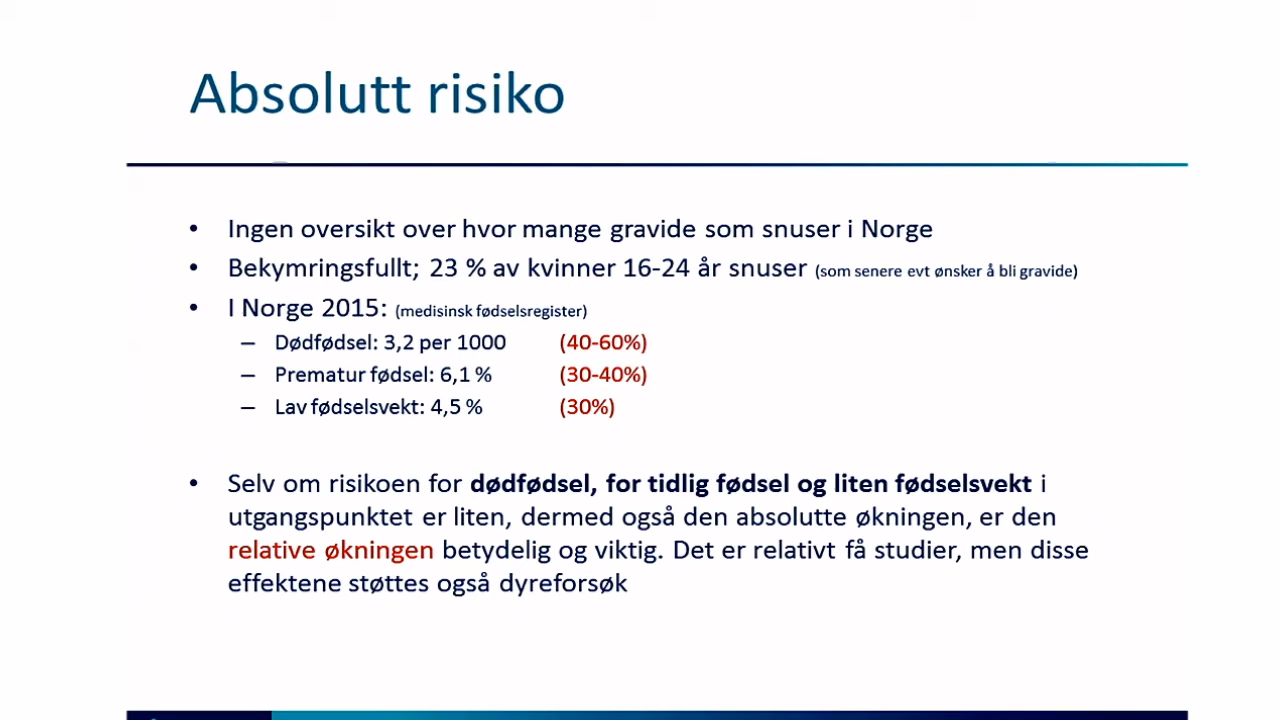 Absolutt risiko
• Ingen oversikt over hvor mange gravide som snuser i Norge
• Bekymringsfullt; 23 % av kvinner 16-24 år snuser (som senere evt ønsker å bli gravide)
• I Norge 2015: (medisinsk fødselsregister)
– Dødfødsel: 3,2 per 1000 (40-60%)
– Prematur fødsel: 6,1 % (30-40%)
– Lav fødselsvekt: 4,5 % (30%)
• Selv om risikoen for dødfødsel, for tidlig fødsel og liten fødselsvekt i
utgangspunktet er liten, dermed også den absolutte økningen, er den
relative økningen betydelig og viktig. Det er relativt få studier, men disse
effektene støttes også dyreforsøk